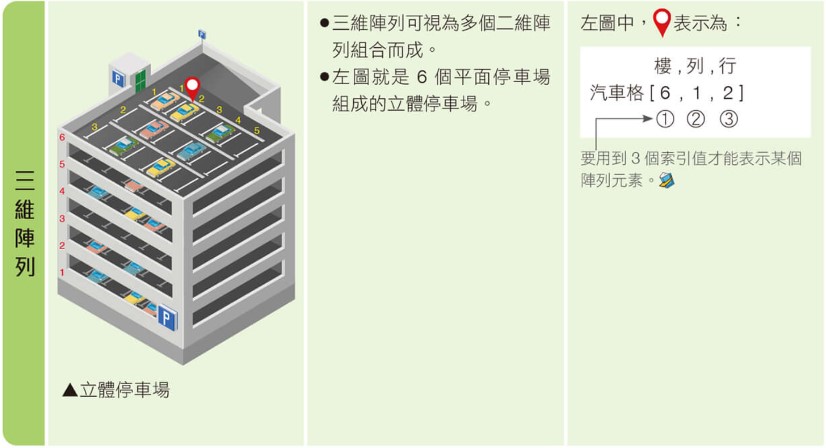 三維陣列
P
1 1 2 3 4 5
2
3
6
5
4
3
2
1
P
▲立體停車場
●三維陣列可視為多個二維陣
列組合而成。
●左圖就是 6 個平面停車場
組成的立體停車場。
左圖中，表示為：
樓 , 列 , 行
汽車格 [ 6 , 1 , 2 ]
① ② ③
要用到 3 個索引值才能表示某個
陣列元素。